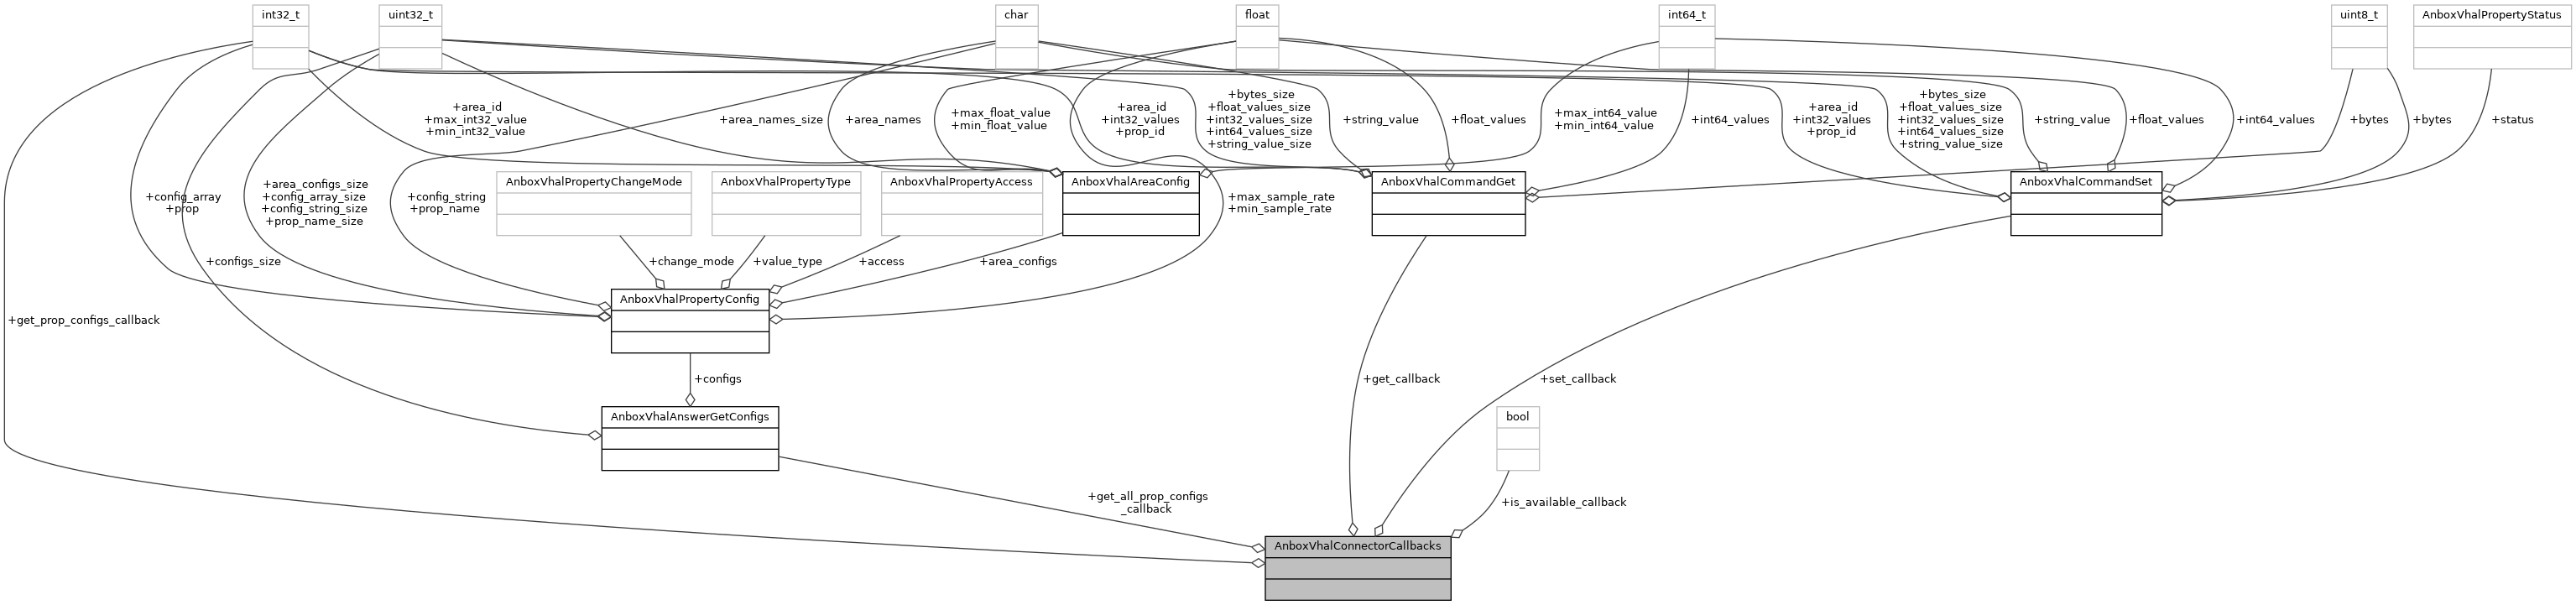 int32_t
uint32_t
char
float
int64_t
uint8_t
AnboxVhalPropertyStatus
+area_id
+max_int32_value
+min_int32_value
+area_names_size
+area_names
+max_float_value
+min_float_value
+area_id
+int32_values
+prop_id
+bytes_size
+float_values_size
+int32_values_size
+int64_values_size
+string_value_size
+string_value
+float_values
+max_int64_value
+min_int64_value
+int64_values
+area_id
+int32_values
+prop_id
+bytes_size
+float_values_size
+int32_values_size
+int64_values_size
+string_value_size
+string_value
+float_values
+int64_values
+bytes
+bytes
+status
+config_array
+prop
+area_configs_size
+config_array_size
+config_string_size
+prop_name_size
+config_string
+prop_name
AnboxVhalPropertyChangeMode
AnboxVhalPropertyType
AnboxVhalPropertyAccess
AnboxVhalAreaConfig
+max_sample_rate
+min_sample_rate
AnboxVhalCommandGet
AnboxVhalCommandSet
+configs_size
+change_mode
+value_type
+access
+area_configs
AnboxVhalPropertyConfig
+get_prop_configs_callback
+configs
+get_callback
+set_callback
AnboxVhalAnswerGetConfigs
bool
+get_all_prop_configs
_callback
+is_available_callback
AnboxVhalConnectorCallbacks